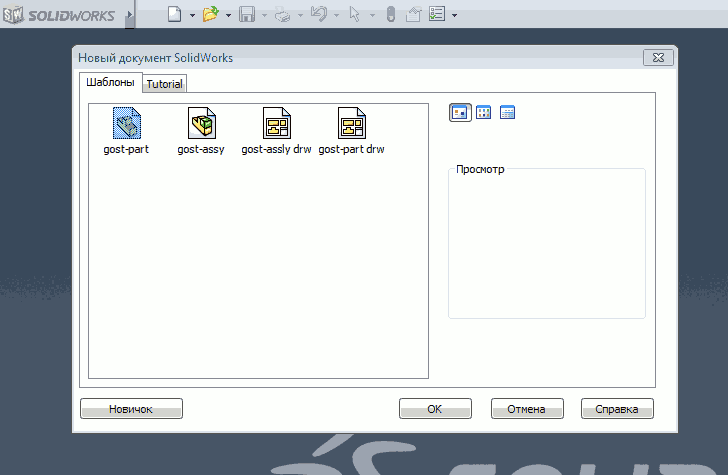 SOLIDWORKS
Новый документ SolidWorks
Шаблоны Tutorial
gost-part gost-assy gost-assly drw gost-part drw
Просмотр
Новичок OK Отмена Справка